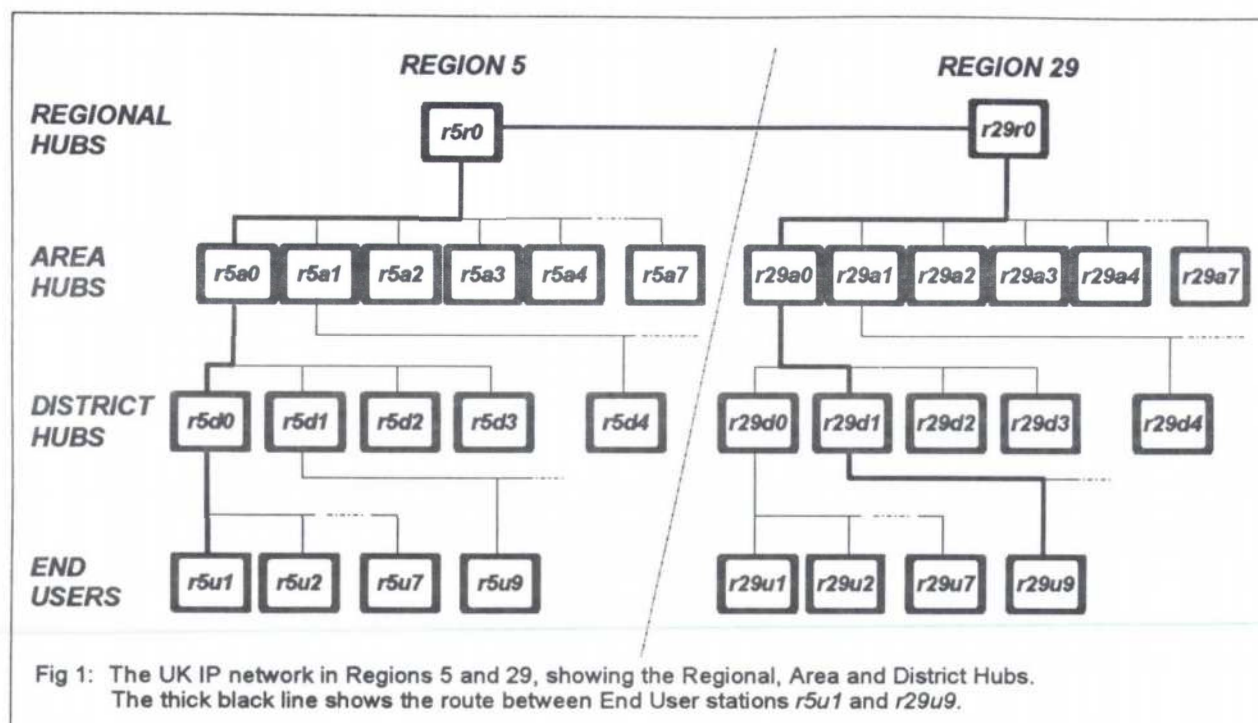 REGION 5
REGION 29
REGIONAL
HUBS
r5r0
r29r0
AREA
HUBS
r5a0 r5a1 r5a2 r5a3 r5a4 r5a7
r29a0 r29a1 r29a2 r29a3 r29a4 r29a7
DISTRICT
HUBS
r5d0 r5d1 r5d2 r5d3 r5d4
r29d0 r29d1 r29d2 r29d3 r29d4
END
USERS
r5u1 r5u2 r5u7 r5u9
r29u1 r29u2 r29u7 r29u9
Fig 1: The UK IP network in Regions 5 and 29, showing the Regional, Area and District Hubs.
The thick black line shows the route between End User stations r5u1 and r29u9.